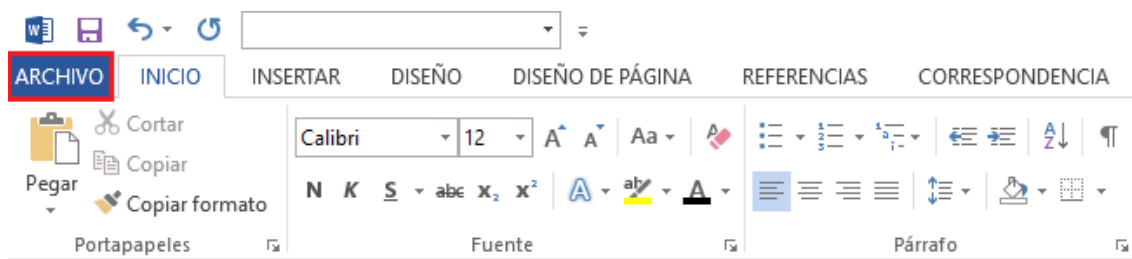 ARCHIVO INICIO INSERTAR DISEÑO DISEÑO DE PÁGINA REFERENCIAS CORRESPONDENCIA
Pegar
Cortar
Copiar
Copiar formato
Portapapeles
Calibri 12 A A Aa
N K S abc X₂ X² A aby A
Fuente
A
Z
Párrafo